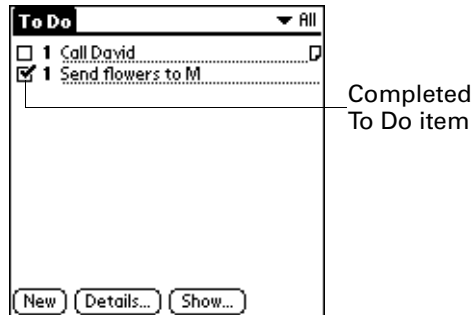 To Do All
1 Call David
1 Send flowers to M
Completed
To Do item
New Details... Show...